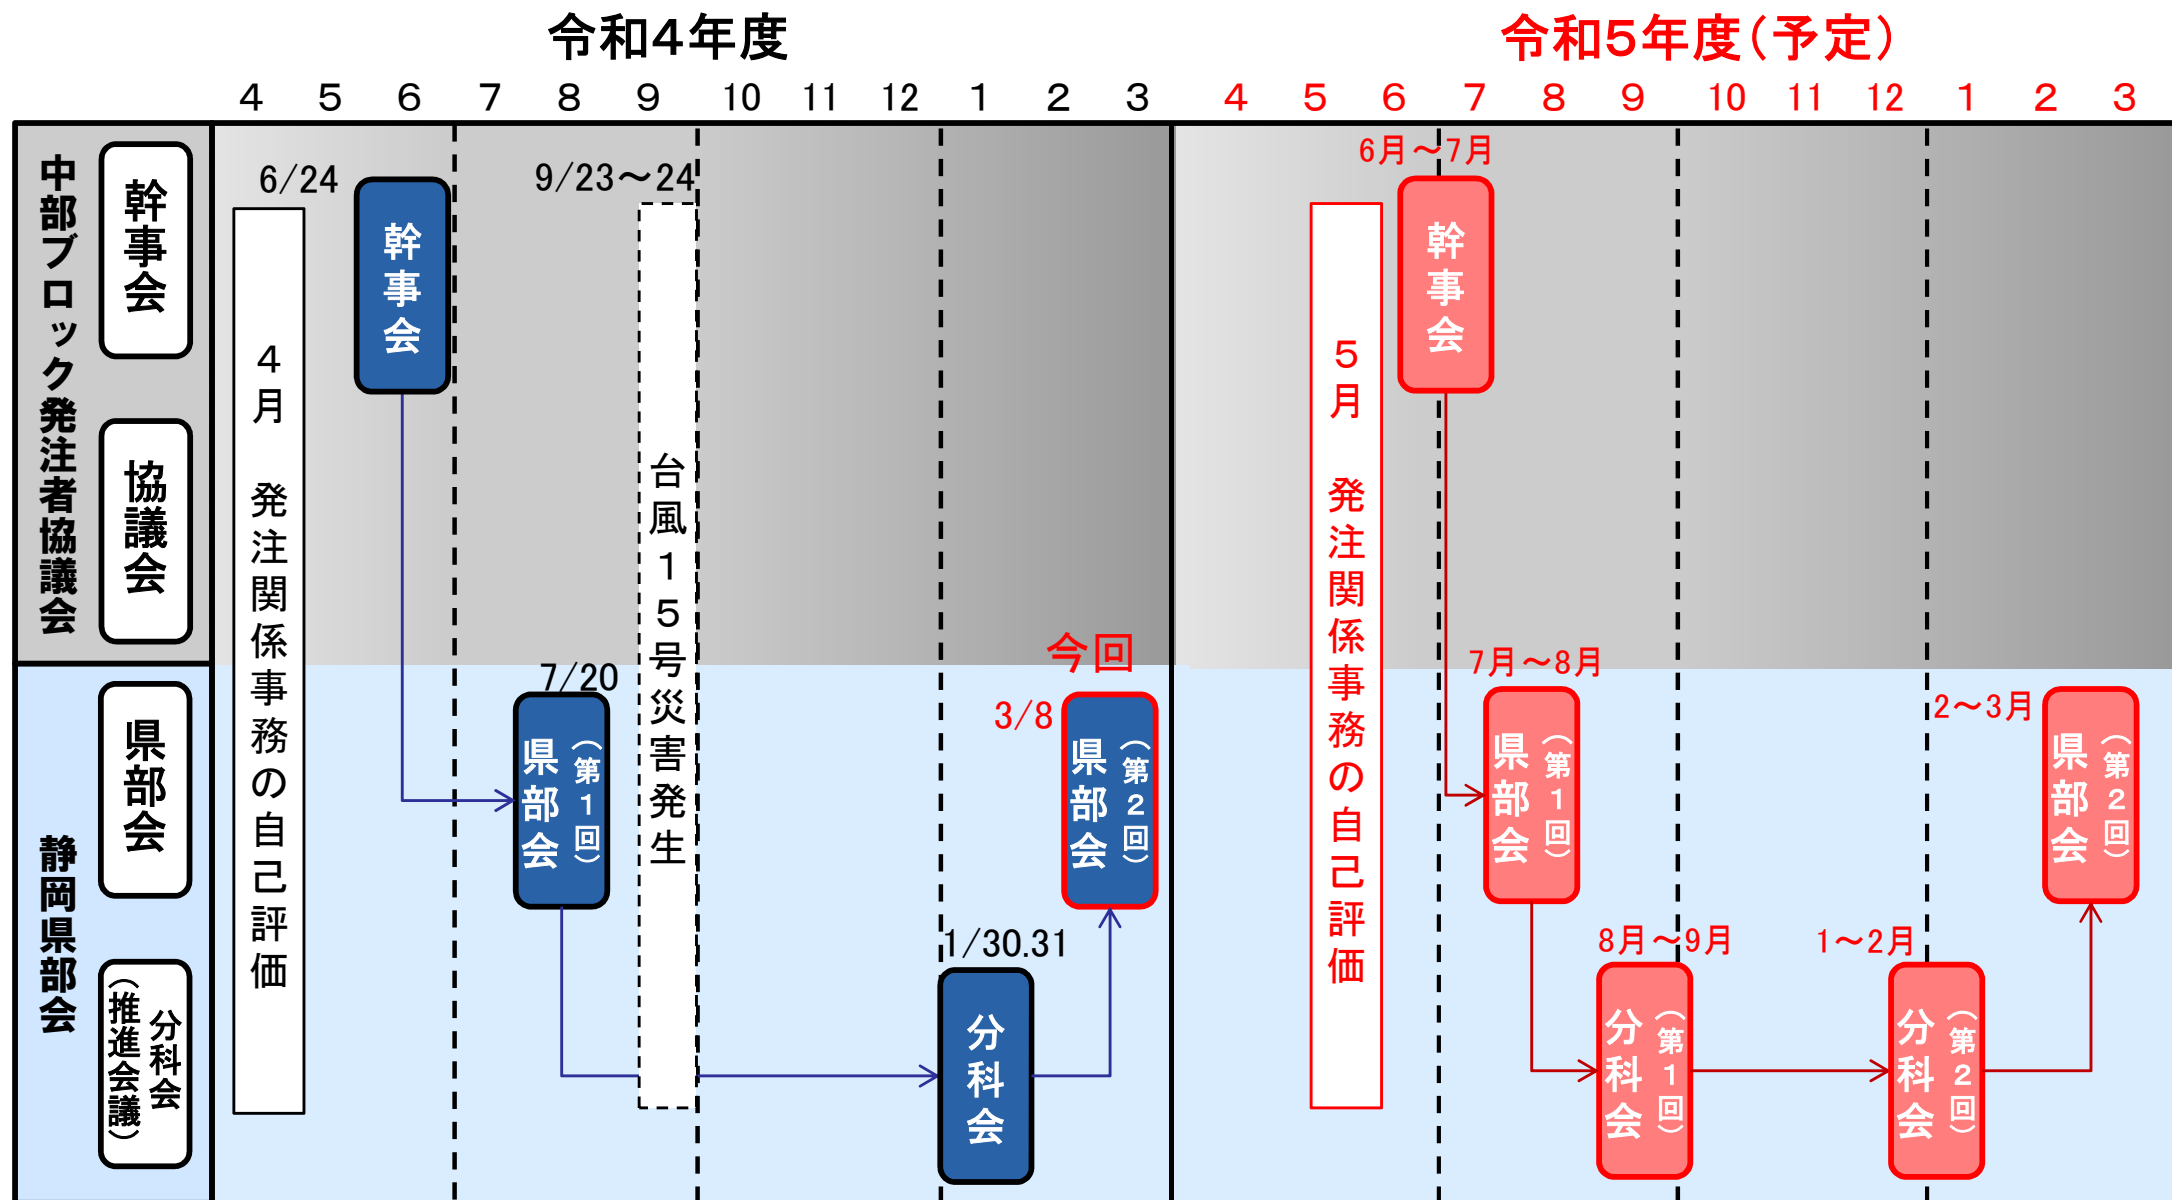 令和4年度
令和5年度(予定)
4 5 6 7 8 9 10 11 12 1 2 3
4 5 6 7 8 9 10 11 12 1 2 3
中部ブロック発注者協議会
幹事会
協議会
静岡県部会
県部会
分科会
(推進会議)
4月 発注関係事務の自己評価
6/24
幹事会
7/20
県部会
(第1回)
9/23～24
台風15号災害発生
1/30.31
分科会
今回
3/8
県部会
(第2回)
5月 発注関係事務の自己評価
6月～7月
幹事会
7月～8月
県部会
(第1回)
8月～9月
分科会
(第1回)
1～2月
分科会
(第2回)
2～3月
県部会
(第2回)